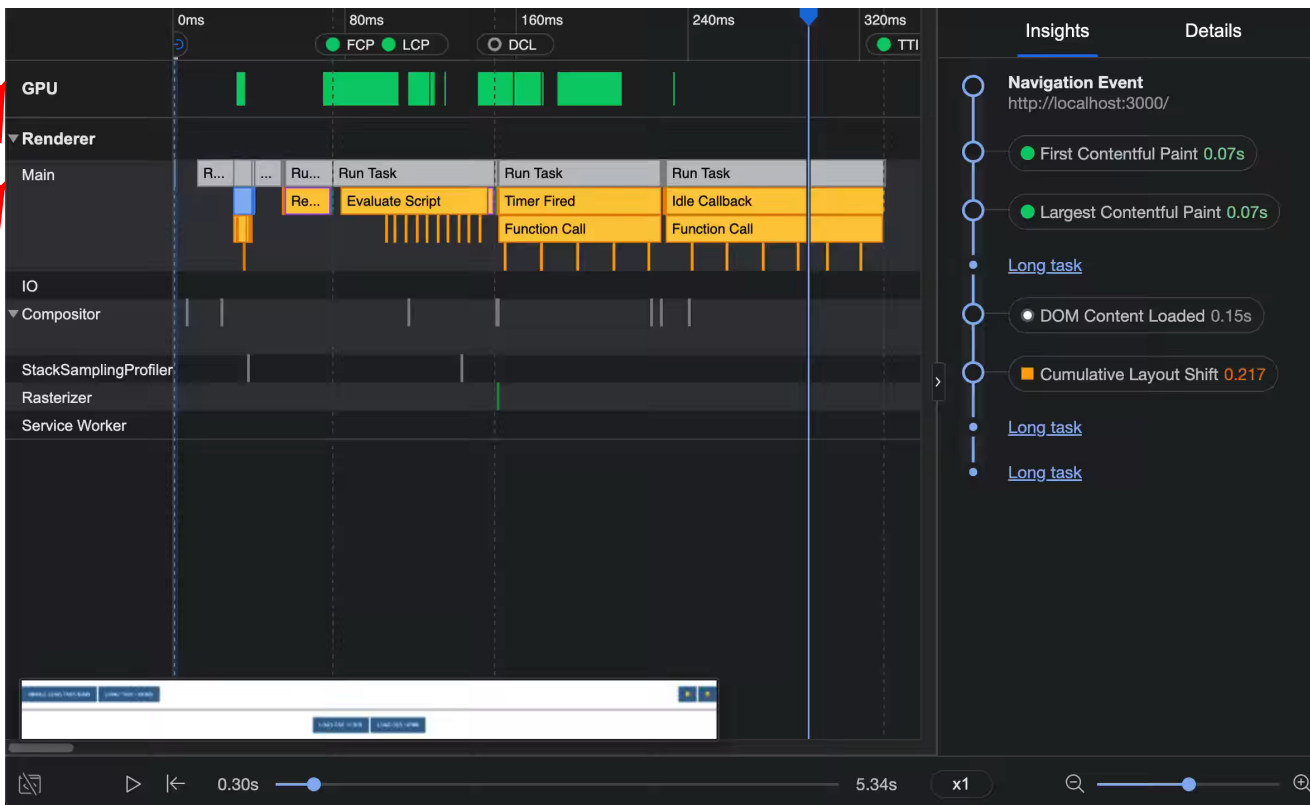 0ms 80ms 160ms 240ms 320ms
FCP LCP DCL TTI
GPU
Renderer
Main
R... ... Ru... Run Task Run Task Run Task
Re... Evaluate Script Timer Fired Idle Callback
Function Call Function Call
IO
Compositor
StackSamplingProfiler
Rasterizer
Service Worker
Insights Details
Navigation Event
http://localhost:3000/
First Contentful Paint 0.07s
Largest Contentful Paint 0.07s
Long task
DOM Content Loaded 0.15s
Cumulative Layout Shift 0.217
Long task
Long task
0.30s 5.34s x1